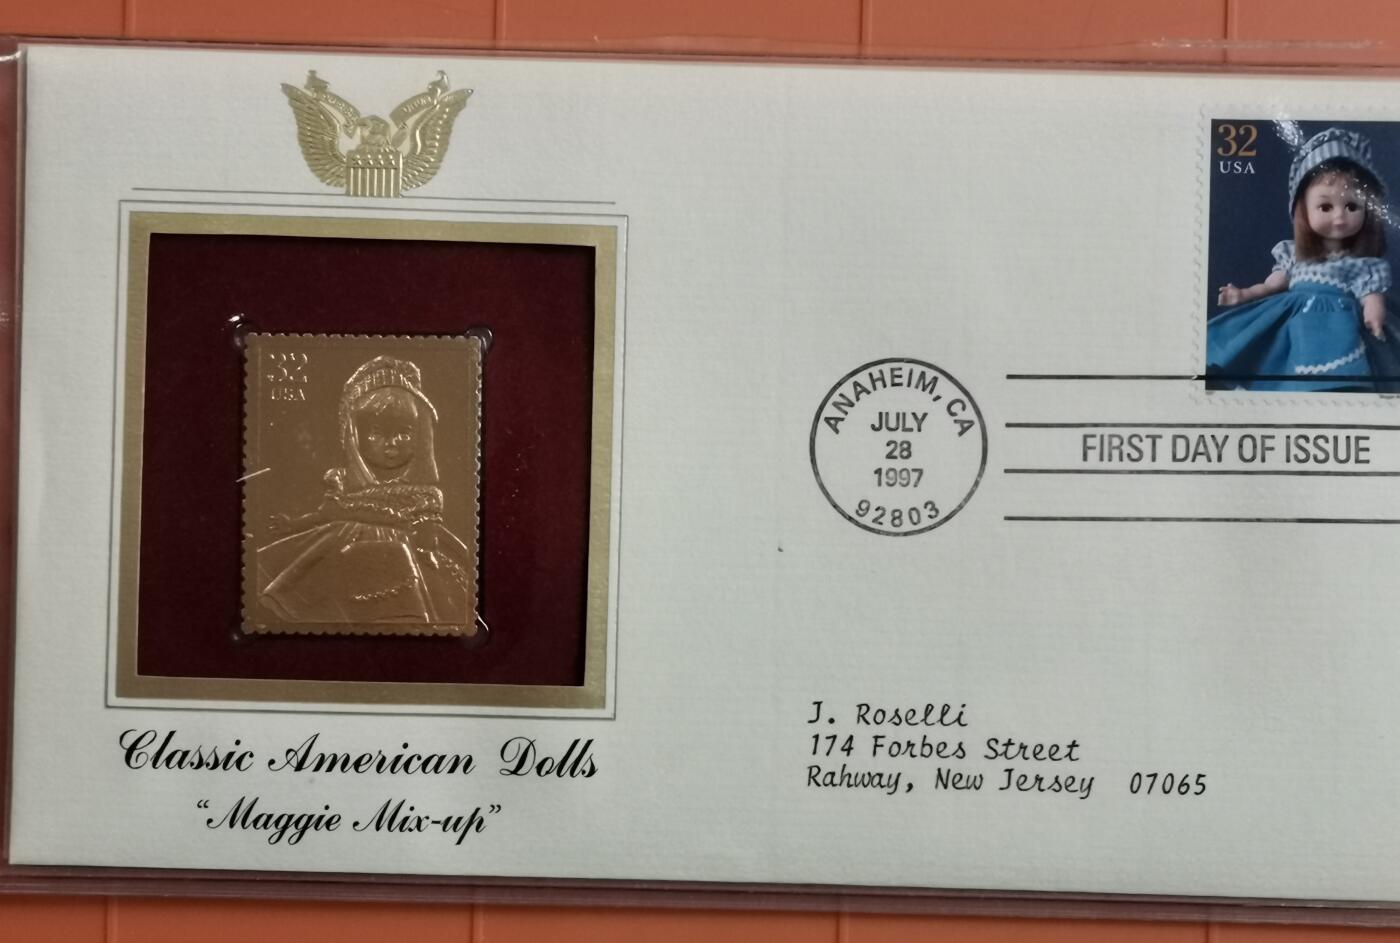 32
USA
32
USA
ANAHEIM, CA
JULY
28
1997
92803
FIRST DAY OF ISSUE
J. Roselli
174 Forbes Street
Rahway, New Jersey 07065
Classic American Dolls
“Maggie Mix-up”